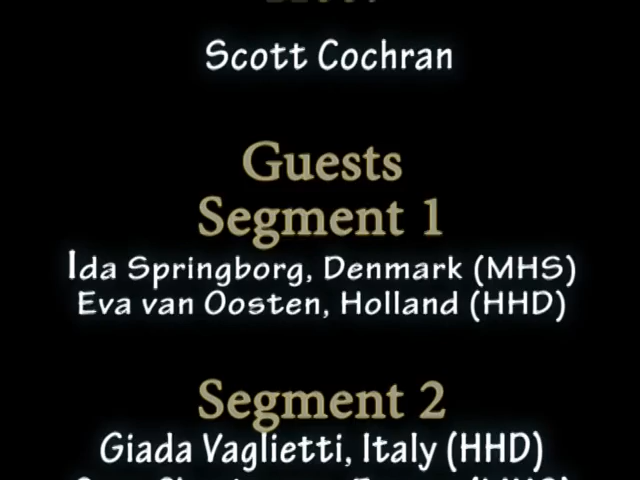 Scott Cochran
Guests
Segment 1
Ida Springborg, Denmark (MHS)
Eva van Oosten, Holland (HHD)
Segment 2
Giada Vaglietti, Italy (HHD)